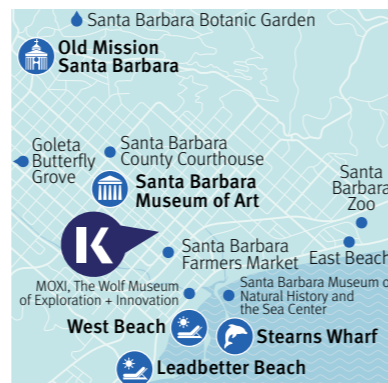 Santa Barbara Botanic Garden
Old Mission
Santa Barbara
Goleta
Butterfly
Grove
Santa Barbara
County Courthouse
Santa Barbara
Museum of Art
Santa
Barbara
Zoo
K
Santa Barbara
Farmers Market
East Beach
MOXI, The Wolf Museum
of Exploration + Innovation
Santa Barbara Museum o
Natural History and
the Sea Center
West Beach
Stearns Wharf
Leadbetter Beach